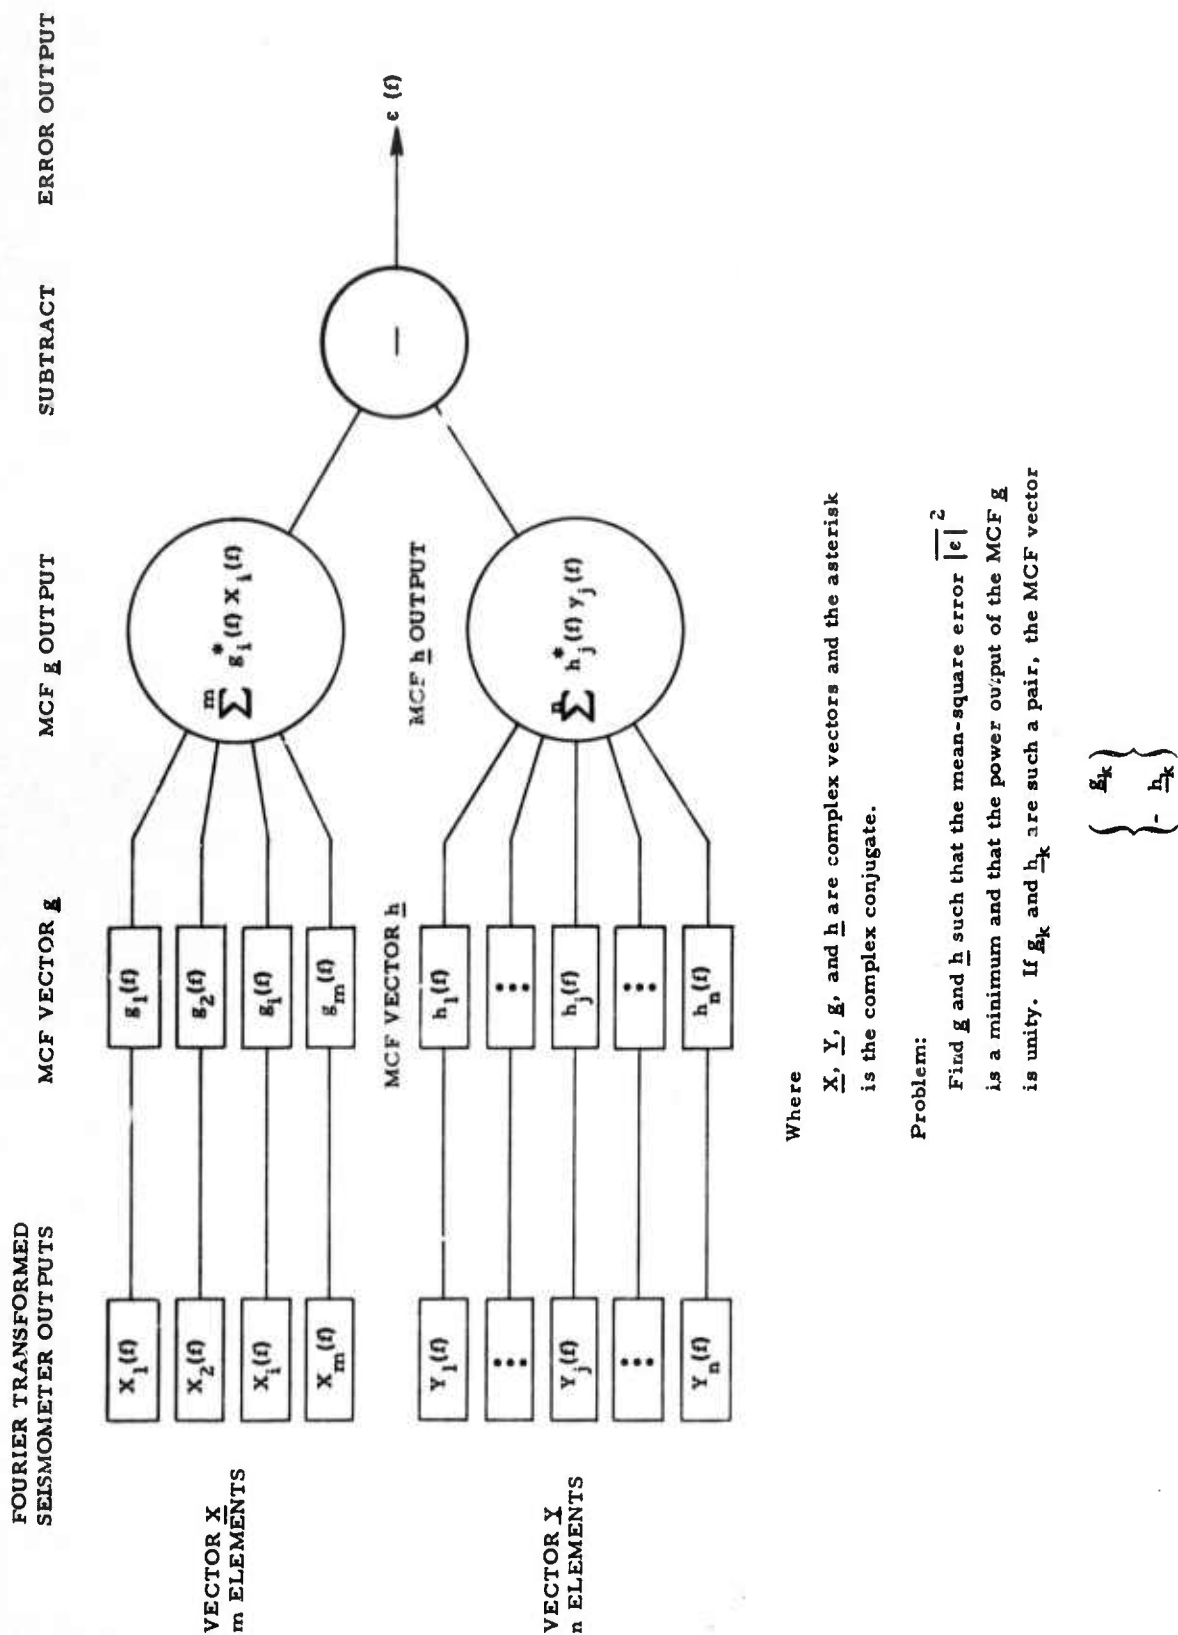 FOURIER TRANSFORMED
SEISMOMETER OUTPUTS
MCF VECTOR g
MCF g OUTPUT
SUBTRACT
ERROR OUTPUT
VECTOR X
m ELEMENTS
X₁(f)
X₂(f)
Xᵢ(f)
Xₘ(f)
g₁(f)
g₂(f)
gᵢ(f)
gₘ(f)
m
∑ gᵢ*(f) Xᵢ(f)
—
ϵ (f)
MCF VECTOR h
MCF h OUTPUT
VECTOR Y
n ELEMENTS
Y₁(f)
⋮
Yⱼ(f)
⋮
Yₙ(f)
h₁(f)
⋮
hⱼ(f)
⋮
hₙ(f)
n
∑ hⱼ*(f) yⱼ(f)
Where
X, Y, g, and h are complex vectors and the asterisk
is the complex conjugate.
Problem:
Find g and h such that the mean-square error |ϵ|²
is a minimum and that the power output of the MCF g
is unity. If gₖ and hₖ are such a pair, the MCF vector
{ gₖ }
{ - hₖ }